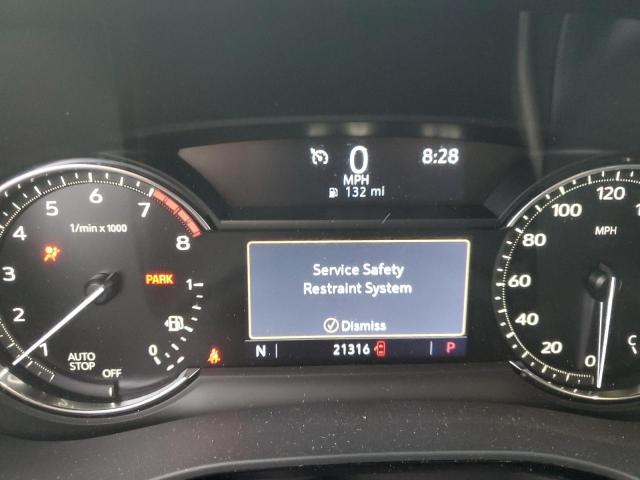 0
MPH
132 mi
8:28
1/min x 1000
1
2
3
4
5
6
7
8
PARK
AUTO
STOP
OFF
0
1
Service Safety
Restraint System
Dismiss
N
21316
P
MPH
0
20
40
60
80
100
120